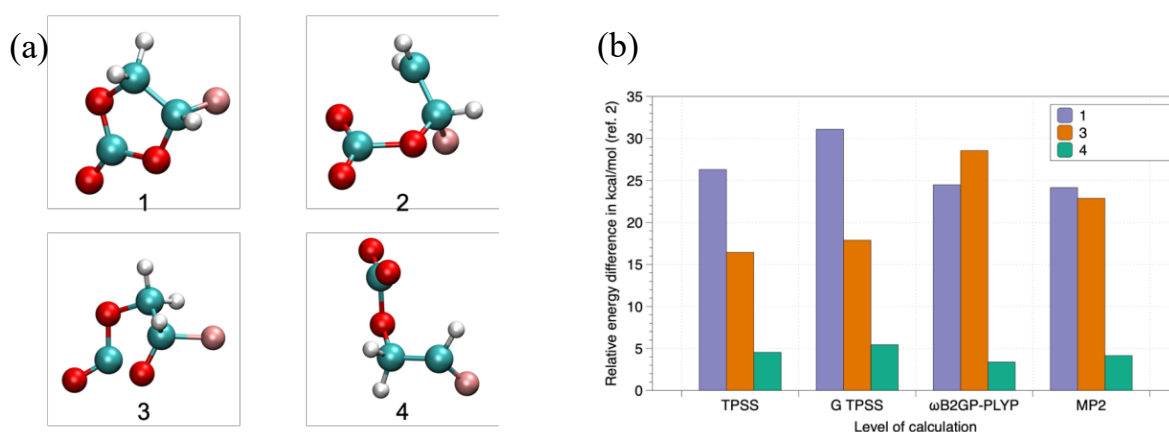 (a)
1
2
3
4
(b)
Relative energy difference in kcal/mol (ref. 2)
35
30
25
20
15
10
5
0
1
3
4
TPSS
G TPSS
ωB2GP-PLYP
MP2
Level of calculation